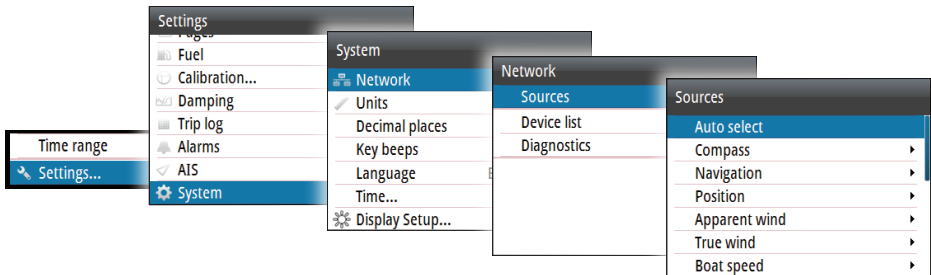 Time range
Settings...
Settings
Pages
Fuel
Calibration...
Damping
Trip log
Alarms
AIS
System
System
Network
Units
Decimal places
Key beeps
Language
Time...
Display Setup...
Network
Sources
Device list
Diagnostics
Sources
Auto select
Compass
Navigation
Position
Apparent wind
True wind
Boat speed